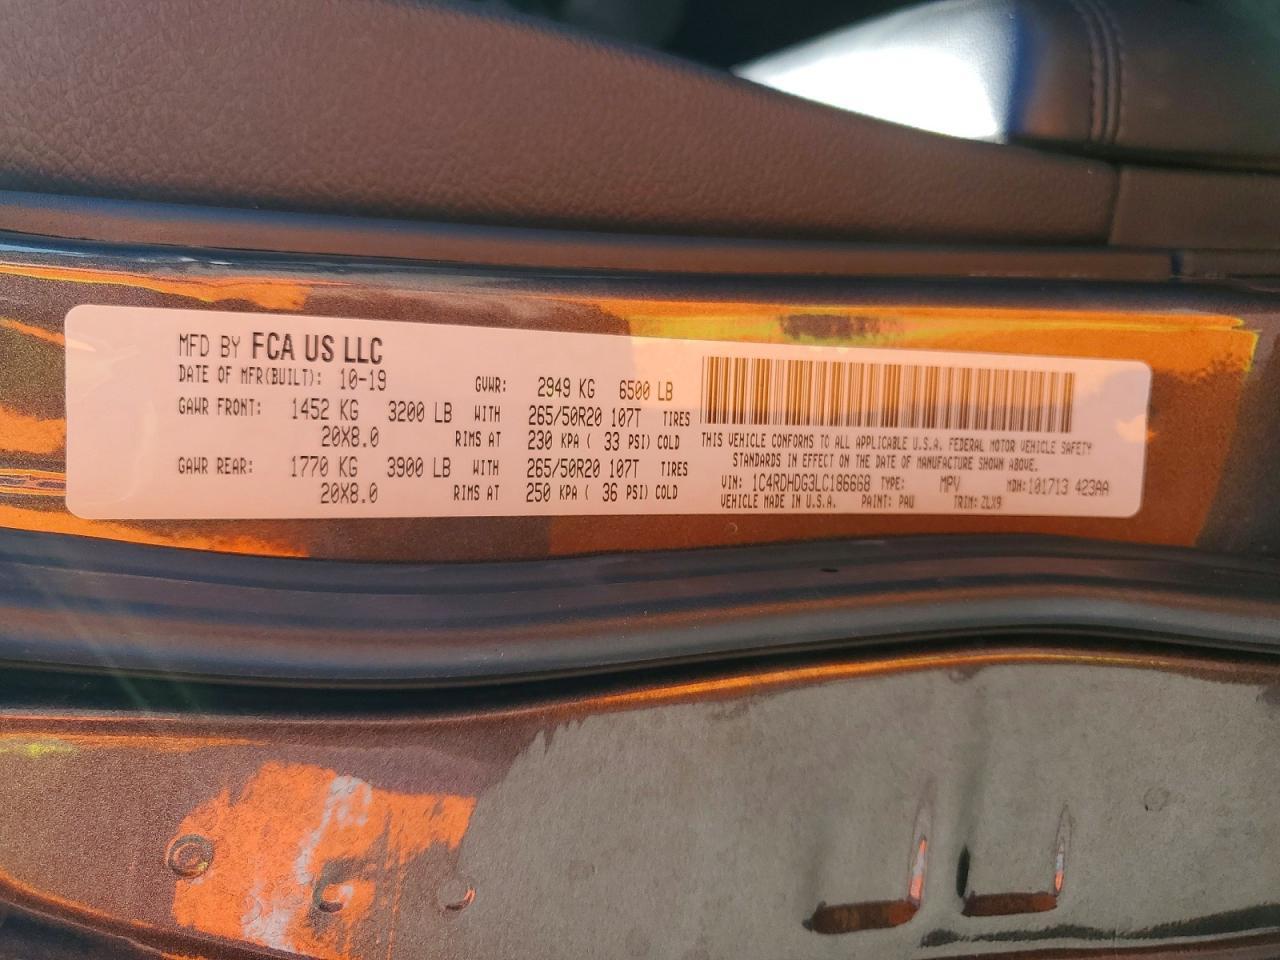 MFD BY FCA US LLC
DATE OF MFR(BUILT): 10-19 GVWR: 2949 KG 6500 LB
GAWR FRONT: 1452 KG 3200 LB WITH 265/50R20 107T TIRES
20X8.0 RIMS AT 230 KPA ( 33 PSI) COLD
GAWR REAR: 1770 KG 3900 LB WITH 265/50R20 107T TIRES
20X8.0 RIMS AT 250 KPA ( 36 PSI) COLD
THIS VEHICLE CONFORMS TO ALL APPLICABLE U.S.A. FEDERAL MOTOR VEHICLE SAFETY
STANDARDS IN EFFECT ON THE DATE OF MANUFACTURE SHOWN ABOVE.
VIN: 1C4RDHDG3LC186668 TYPE: MPV MDH: 101713 423AA
VEHICLE MADE IN U.S.A. PAINT: PAU TRIM: ZLX9